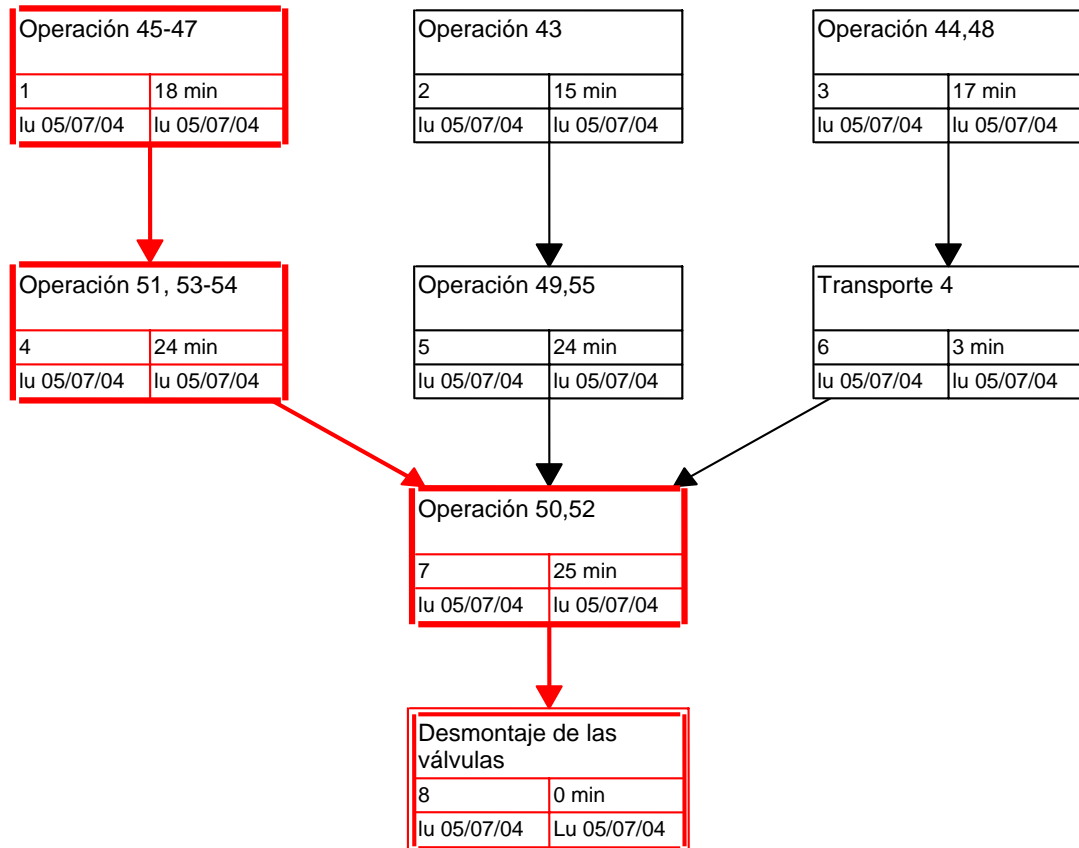 Operación 45-47
1 18 min
lu 05/07/04 lu 05/07/04
Operación 43
2 15 min
lu 05/07/04 lu 05/07/04
Operación 44,48
3 17 min
lu 05/07/04 lu 05/07/04
Operación 51, 53-54
4 24 min
lu 05/07/04 lu 05/07/04
Operación 49,55
5 24 min
lu 05/07/04 lu 05/07/04
Transporte 4
6 3 min
lu 05/07/04 lu 05/07/04
Operación 50,52
7 25 min
lu 05/07/04 lu 05/07/04
Desmontaje de las
válvulas
8 0 min
lu 05/07/04 Lu 05/07/04